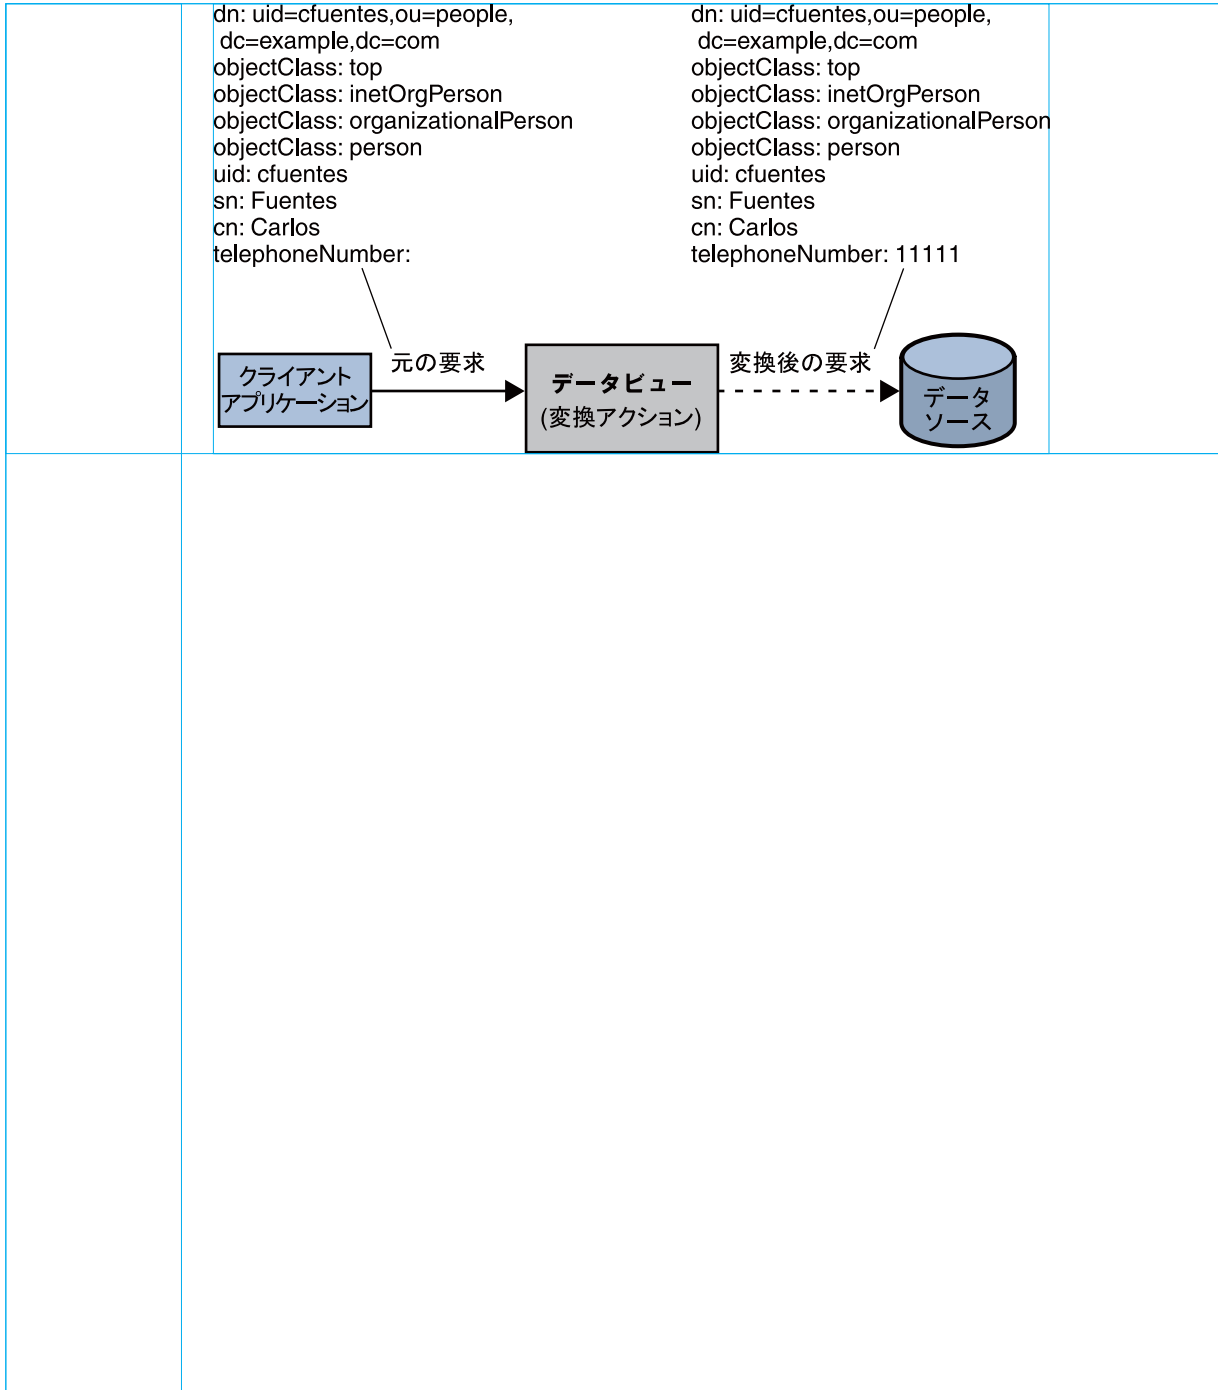 dn: uid=cfuentes,ou=people,
dc=example,dc=com
objectClass: top
objectClass: inetOrgPerson
objectClass: organizationalPerson
objectClass: person
uid: cfuentes
sn: Fuentes
cn: Carlos
telephoneNumber:
dn: uid=cfuentes,ou=people,
dc=example,dc=com
objectClass: top
objectClass: inetOrgPerson
objectClass: organizationalPerson
objectClass: person
uid: cfuentes
sn: Fuentes
cn: Carlos
telephoneNumber: 11111
クライアント
アプリケーション
元の要求
データビュー
(変換アクション)
変換後の要求
データ
ソース